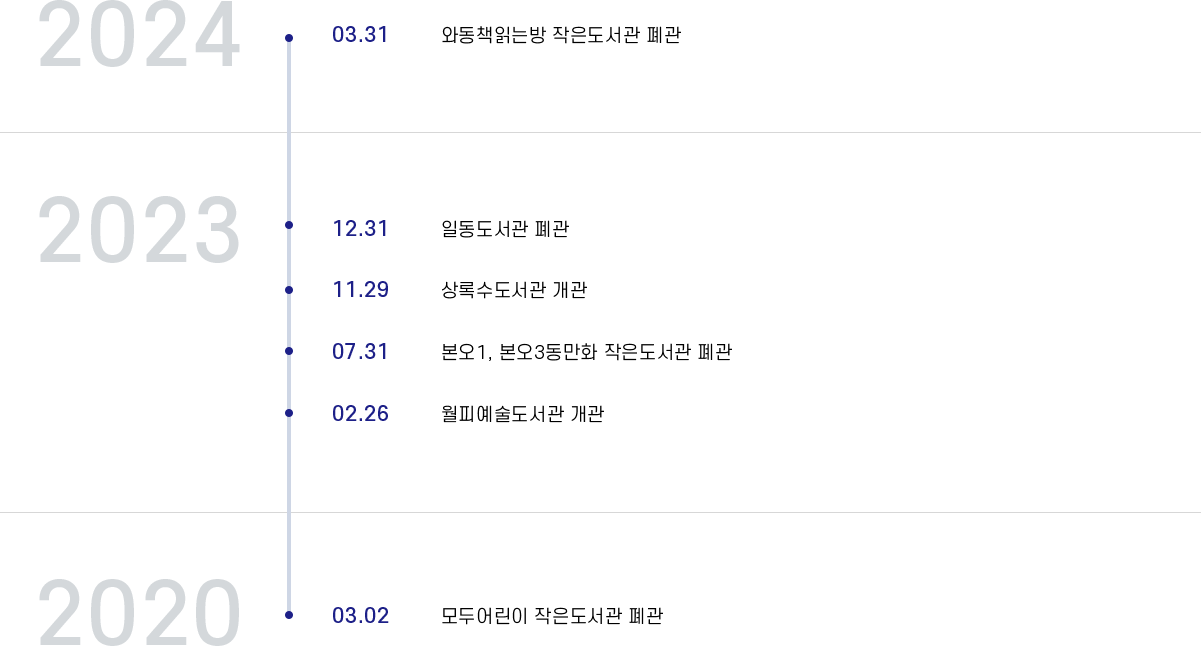 2024
03.31 와동책읽는방 작은도서관 폐관
2023
12.31 일동도서관 폐관
11.29 상록수도서관 개관
07.31 본오1, 본오3동만화 작은도서관 폐관
02.26 월피예술도서관 개관
2020
03.02 모두어린이 작은도서관 폐관